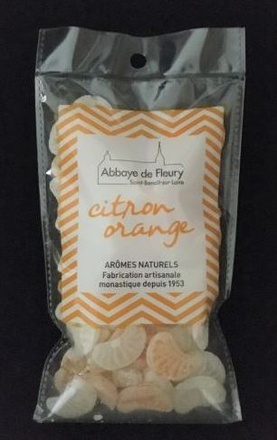 Abbaye de Fleury
Saint-Benoît-sur-Loire
citron
orange
ARÔMES NATURELS
Fabrication artisanale
monastique depuis 1953